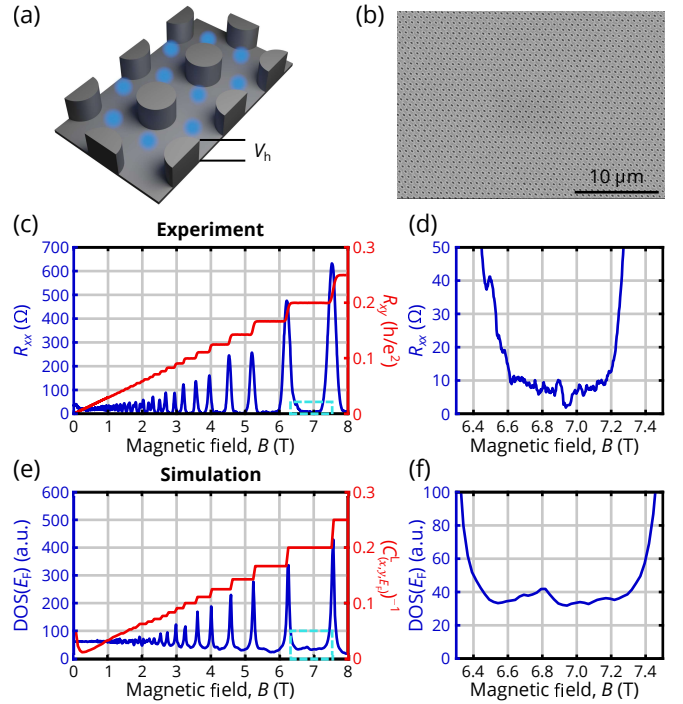 (a)
(b)
V_h
10 µm
(c)
Experiment
(d)
700
600
500
400
300
200
100
0
R_xx (Ω)
0.3
0.2
0.1
0
R_xy (h/e²)
0 1 2 3 4 5 6 7 8
Magnetic field, B (T)
50
40
30
20
10
0
R_xx (Ω)
6.4 6.6 6.8 7.0 7.2 7.4
Magnetic field, B (T)
(e)
Simulation
(f)
600
500
400
300
200
100
0
DOS(E_F) (a.u.)
0.3
0.2
0.1
0
(C^L_(x,y,E_F))⁻¹
0 1 2 3 4 5 6 7 8
Magnetic field, B (T)
100
80
60
40
20
0
DOS(E_F) (a.u.)
6.4 6.6 6.8 7.0 7.2 7.4
Magnetic field, B (T)